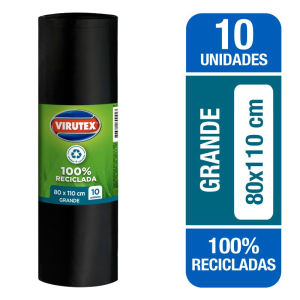 VIRUTEX
100%
RECICLADA
80 x 110 cm
10
GRANDE
10
UNIDADES
GRANDE
80x110 cm
100%
RECICLADAS